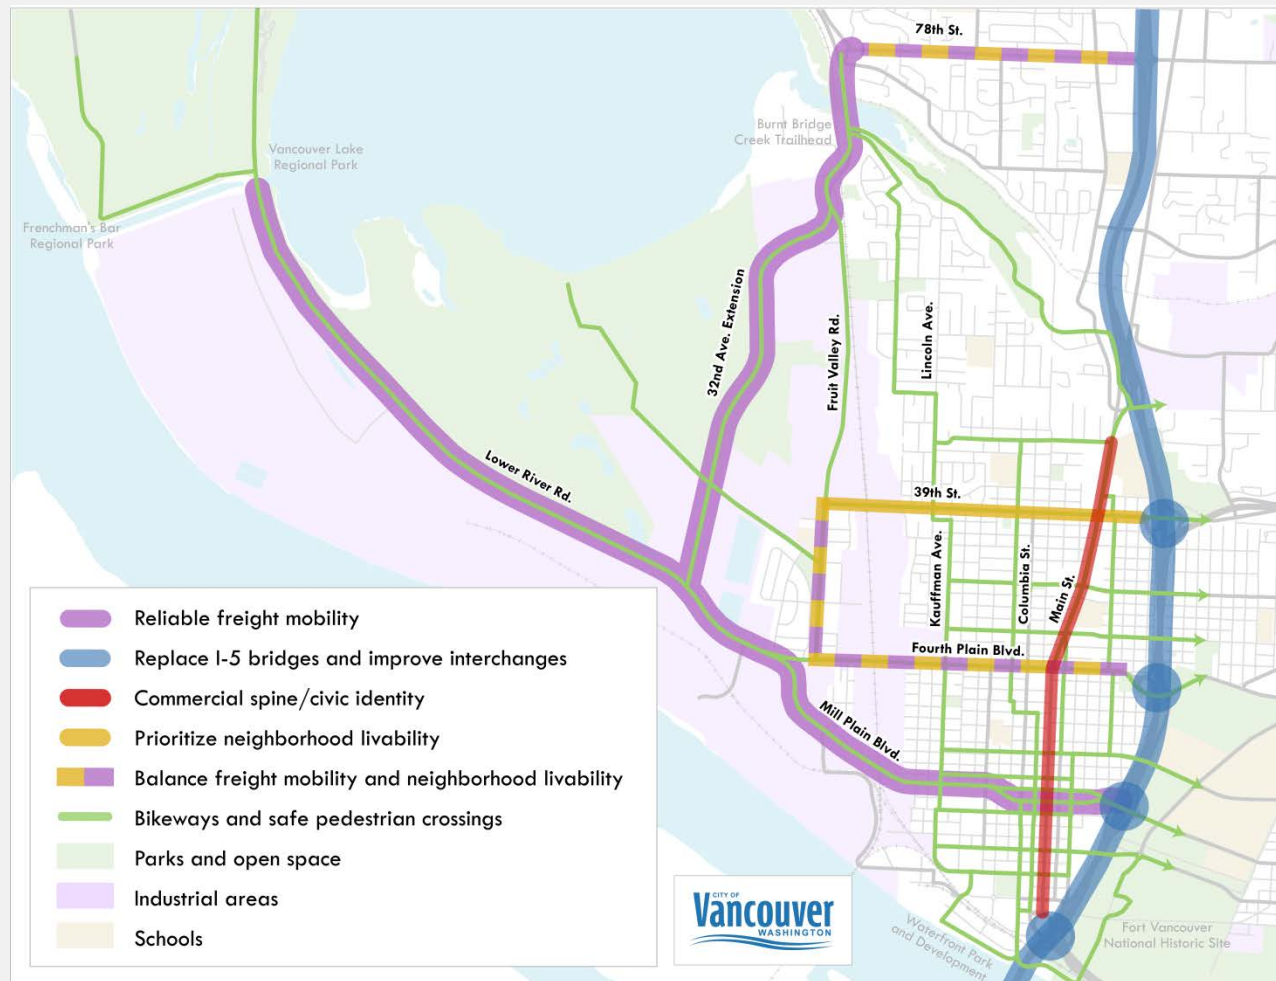 78th St.
Burnt Bridge
Creek Trailhead
Vancouver Lake
Regional Park
Frenchman's Bar
Regional Park
32nd Ave. Extension
Fruit Valley Rd.
Lincoln Ave.
Lower River Rd.
39th St.
Kauffman Ave.
Columbia St.
Main St.
Fourth Plain Blvd.
Mill Plain Blvd.
Reliable freight mobility
Replace I-5 bridges and improve interchanges
Commercial spine/civic identity
Prioritize neighborhood livability
Balance freight mobility and neighborhood livability
Bikeways and safe pedestrian crossings
Parks and open space
Industrial areas
Schools
CITY OF
Vancouver
WASHINGTON
Waterfront Park
and Development
Fort Vancouver
National Historic Site